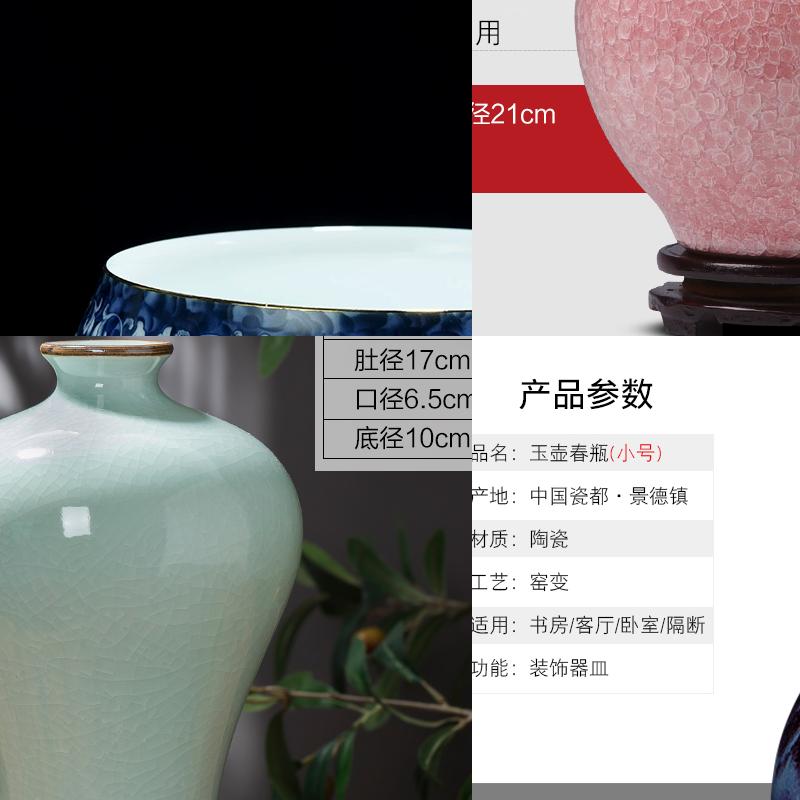 用
径21cm
肚径17cm
口径6.5cm
底径10cm
产品参数
品名：玉壶春瓶(小号)
产地：中国瓷都·景德镇
材质：陶瓷
工艺：窑变
适用：书房/客厅/卧室/隔断
功能：装饰器皿